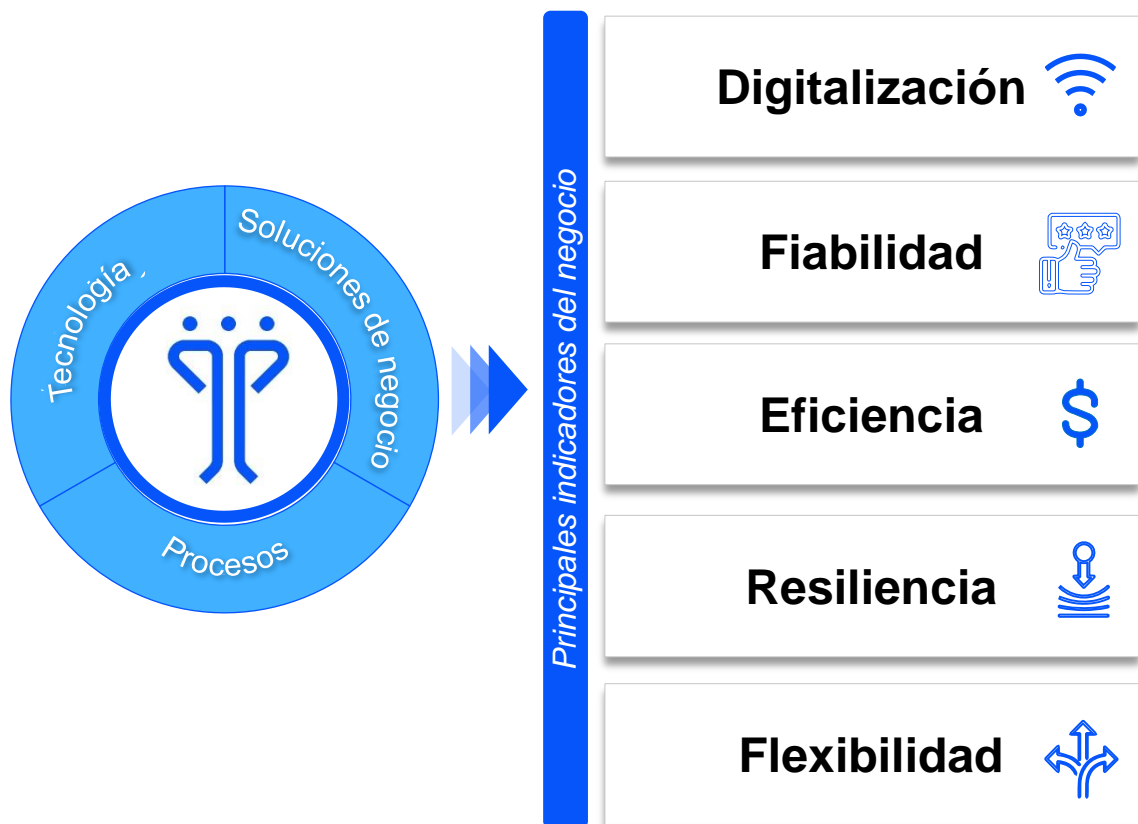 Tecnología
Soluciones de negocio
Procesos
Principales indicadores del negocio
Digitalización
Fiabilidad
Eficiencia
Resiliencia
Flexibilidad